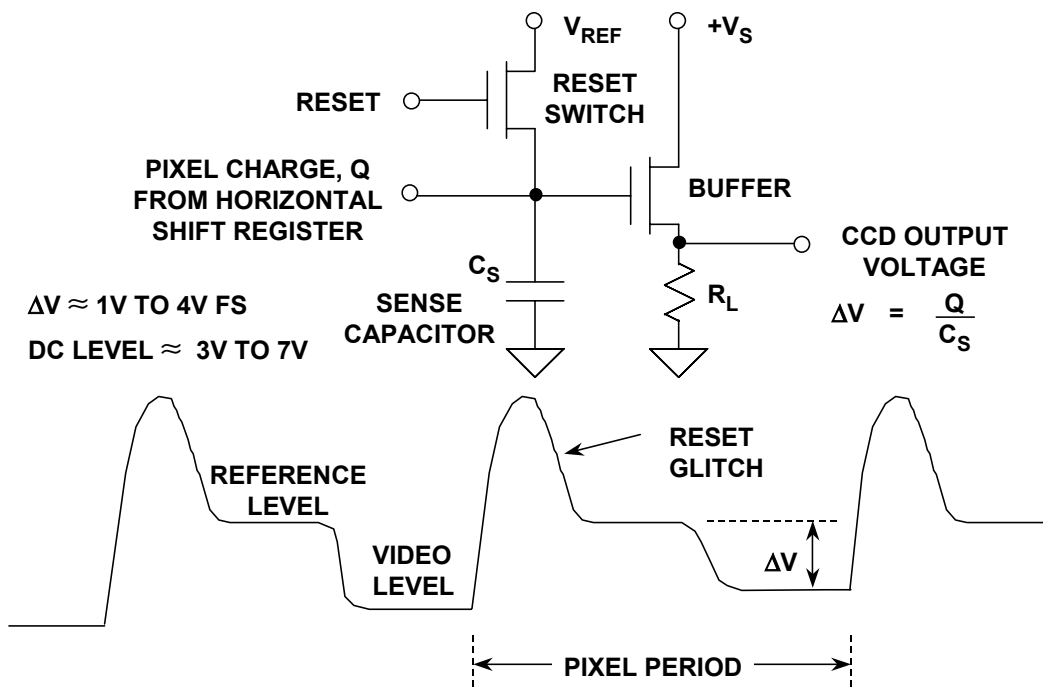 V_REF
+V_S
RESET
SWITCH
RESET
PIXEL CHARGE, Q
FROM HORIZONTAL
SHIFT REGISTER
BUFFER
CCD OUTPUT
VOLTAGE
C_S
R_L
SENSE
CAPACITOR
ΔV = Q
C_S
ΔV ≈ 1V TO 4V FS
DC LEVEL ≈ 3V TO 7V
REFERENCE
LEVEL
RESET
GLITCH
VIDEO
LEVEL
ΔV
PIXEL PERIOD